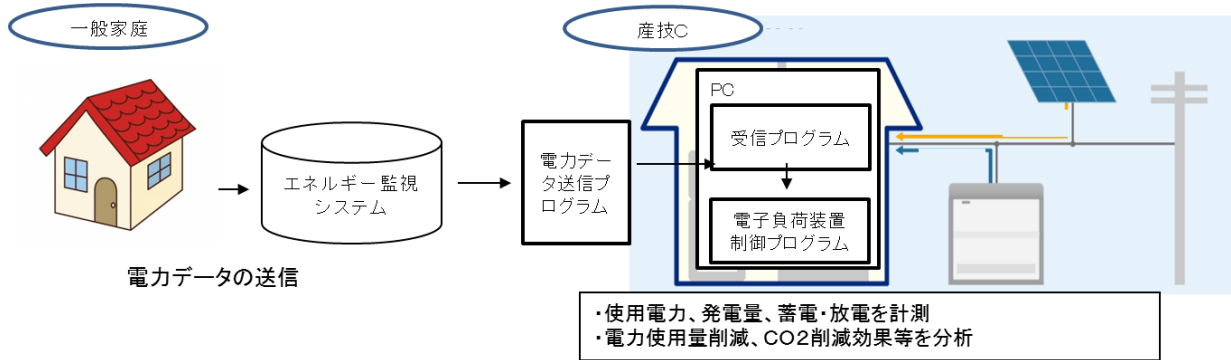 一般家庭
産技C
PC
受信プログラム
エネルギー監視
システム
電力デー
タ送信プ
ログラム
電子負荷装置
制御プログラム
電力データの送信
・使用電力、発電量、蓄電・放電を計測
・電力使用量削減、CO2削減効果等を分析